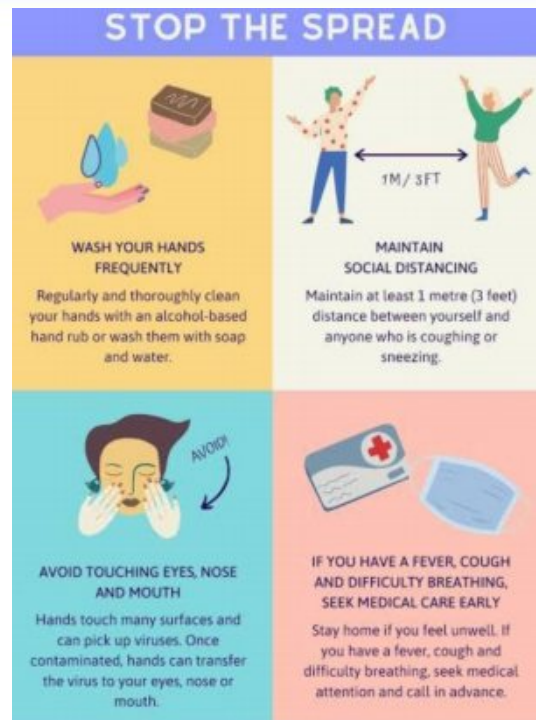 STOP THE SPREAD
1M/ 3FT
WASH YOUR HANDS
FREQUENTLY
Regularly and thoroughly clean
your hands with an alcohol-based
hand rub or wash them with soap
and water.
MAINTAIN
SOCIAL DISTANCING
Maintain at least 1 metre (3 feet)
distance between yourself and
anyone who is coughing or
sneezing.
AVOID!
AVOID TOUCHING EYES, NOSE
AND MOUTH
Hands touch many surfaces and
can pick up viruses. Once
contaminated, hands can transfer
the virus to your eyes, nose or
mouth.
IF YOU HAVE A FEVER, COUGH
AND DIFFICULTY BREATHING,
SEEK MEDICAL CARE EARLY
Stay home if you feel unwell. If
you have a fever, cough and
difficulty breathing, seek medical
attention and call in advance.